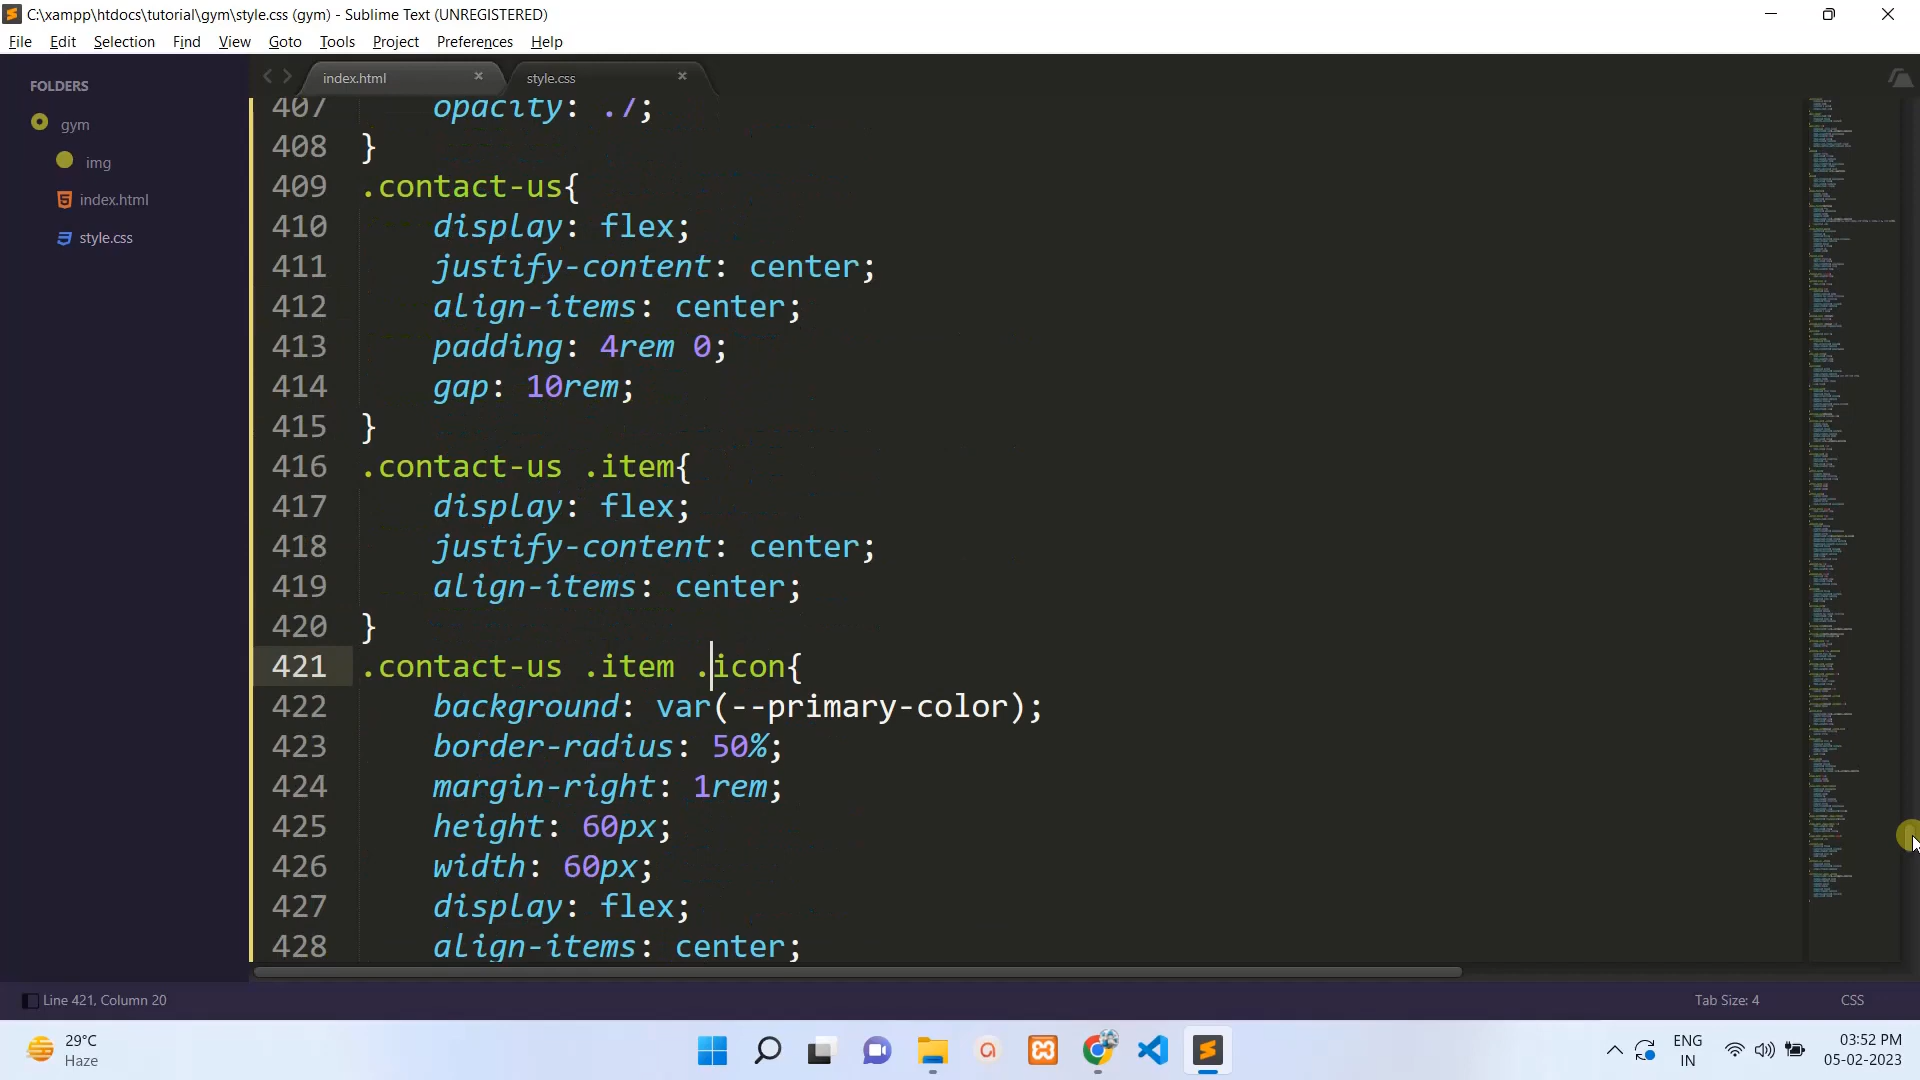 C:\xampp\htdocs\tutorial\gym\style.css (gym) - Sublime Text (UNREGISTERED)
File Edit Selection Find View Goto Tools Project Preferences Help
FOLDERS
gym
img
index.html
style.css
index.html
style.css
407 opacity: .7;
408 }
409 .contact-us{
410 display: flex;
411 justify-content: center;
412 align-items: center;
413 padding: 4rem 0;
414 gap: 10rem;
415 }
416 .contact-us .item{
417 display: flex;
418 justify-content: center;
419 align-items: center;
420 }
421 .contact-us .item .icon{
422 background: var(--primary-color);
423 border-radius: 50%;
424 margin-right: 1rem;
425 height: 60px;
426 width: 60px;
427 display: flex;
428 align-items: center;
Line 421, Column 20
Tab Size: 4
CSS
29°C
Haze
ENG
IN
03:52 PM
05-02-2023